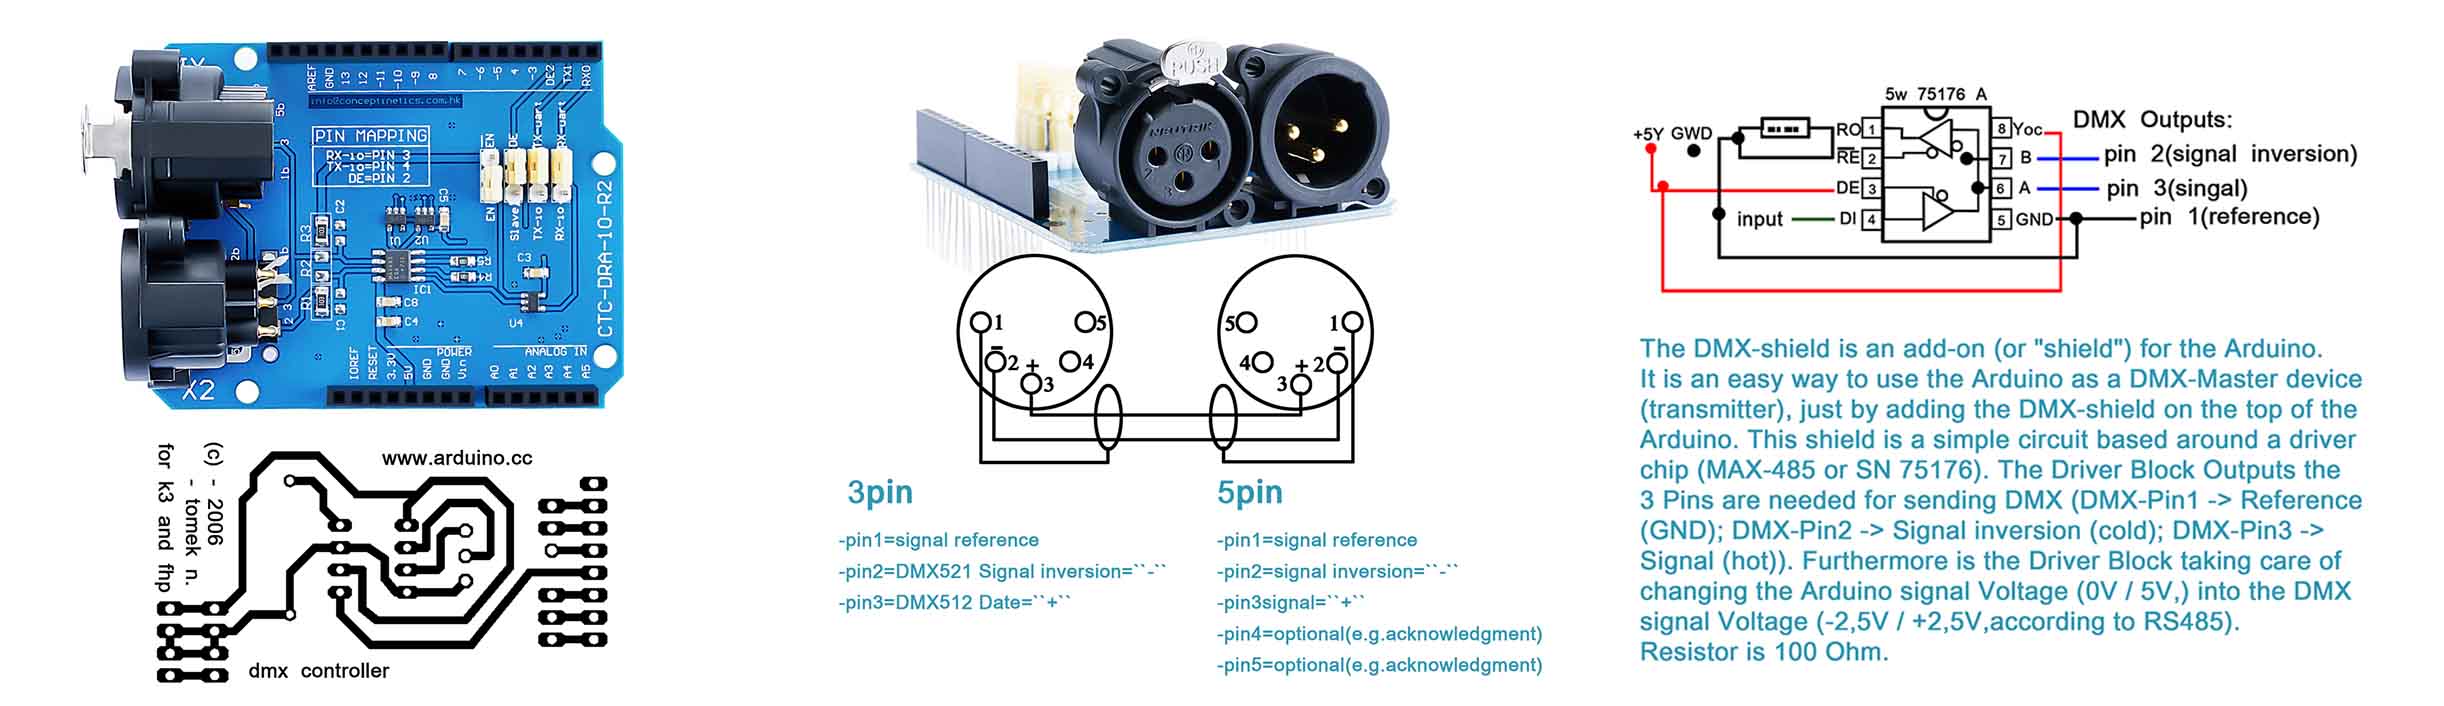 AREF
GND
13
12
~11
~10
~9
8
7
~6
~5
4
~3
DE2
TX1
RX0
info@conceptinetics.com.hk
PIN MAPPING
RX-io=PIN 3
TX-io=PIN 4
DE=PIN 2
EN
DE
TX-uart
RX-uart
EN
Slave
TX-io
RX-io
5b
3
1b
2b
1b
3
2
R3
R2
R1
C2
C1
U1
U2
C5
R5
R4
C3
IC1
C8
C4
U4
CTC-DRA-10-R2
POWER
ANALOG IN
IOREF
RESET
3.3V
5V
GND
GND
Vin
A0
A1
A2
A3
A4
A5
X2
(c) - 2006
- tomek n.
for k3 and fhp
www.arduino.cc
dmx controller
PUSH
NEUTRIK
1
2
3
1
5
-
2
4
+
3
5
1
4
-
2
+
3
3pin
-pin1=signal reference
-pin2=DMX521 Signal inversion=``-``
-pin3=DMX512 Date=``+``
5pin
-pin1=signal reference
-pin2=signal inversion=``-``
-pin3signal=``+``
-pin4=optional(e.g.acknowledgment)
-pin5=optional(e.g.acknowledgment)
5w 75176 A
+5Y GWD
RO 1
RE 2
DE 3
input
DI 4
8 Yoc
7 B
6 A
5 GND
DMX Outputs:
pin 2(signal inversion)
pin 3(singal)
pin 1(reference)
The DMX-shield is an add-on (or "shield") for the Arduino.
It is an easy way to use the Arduino as a DMX-Master device
(transmitter), just by adding the DMX-shield on the top of the
Arduino. This shield is a simple circuit based around a driver
chip (MAX-485 or SN 75176). The Driver Block Outputs the
3 Pins are needed for sending DMX (DMX-Pin1 -> Reference
(GND); DMX-Pin2 -> Signal inversion (cold); DMX-Pin3 ->
Signal (hot)). Furthermore is the Driver Block taking care of
changing the Arduino signal Voltage (0V / 5V,) into the DMX
signal Voltage (-2,5V / +2,5V,according to RS485).
Resistor is 100 Ohm.